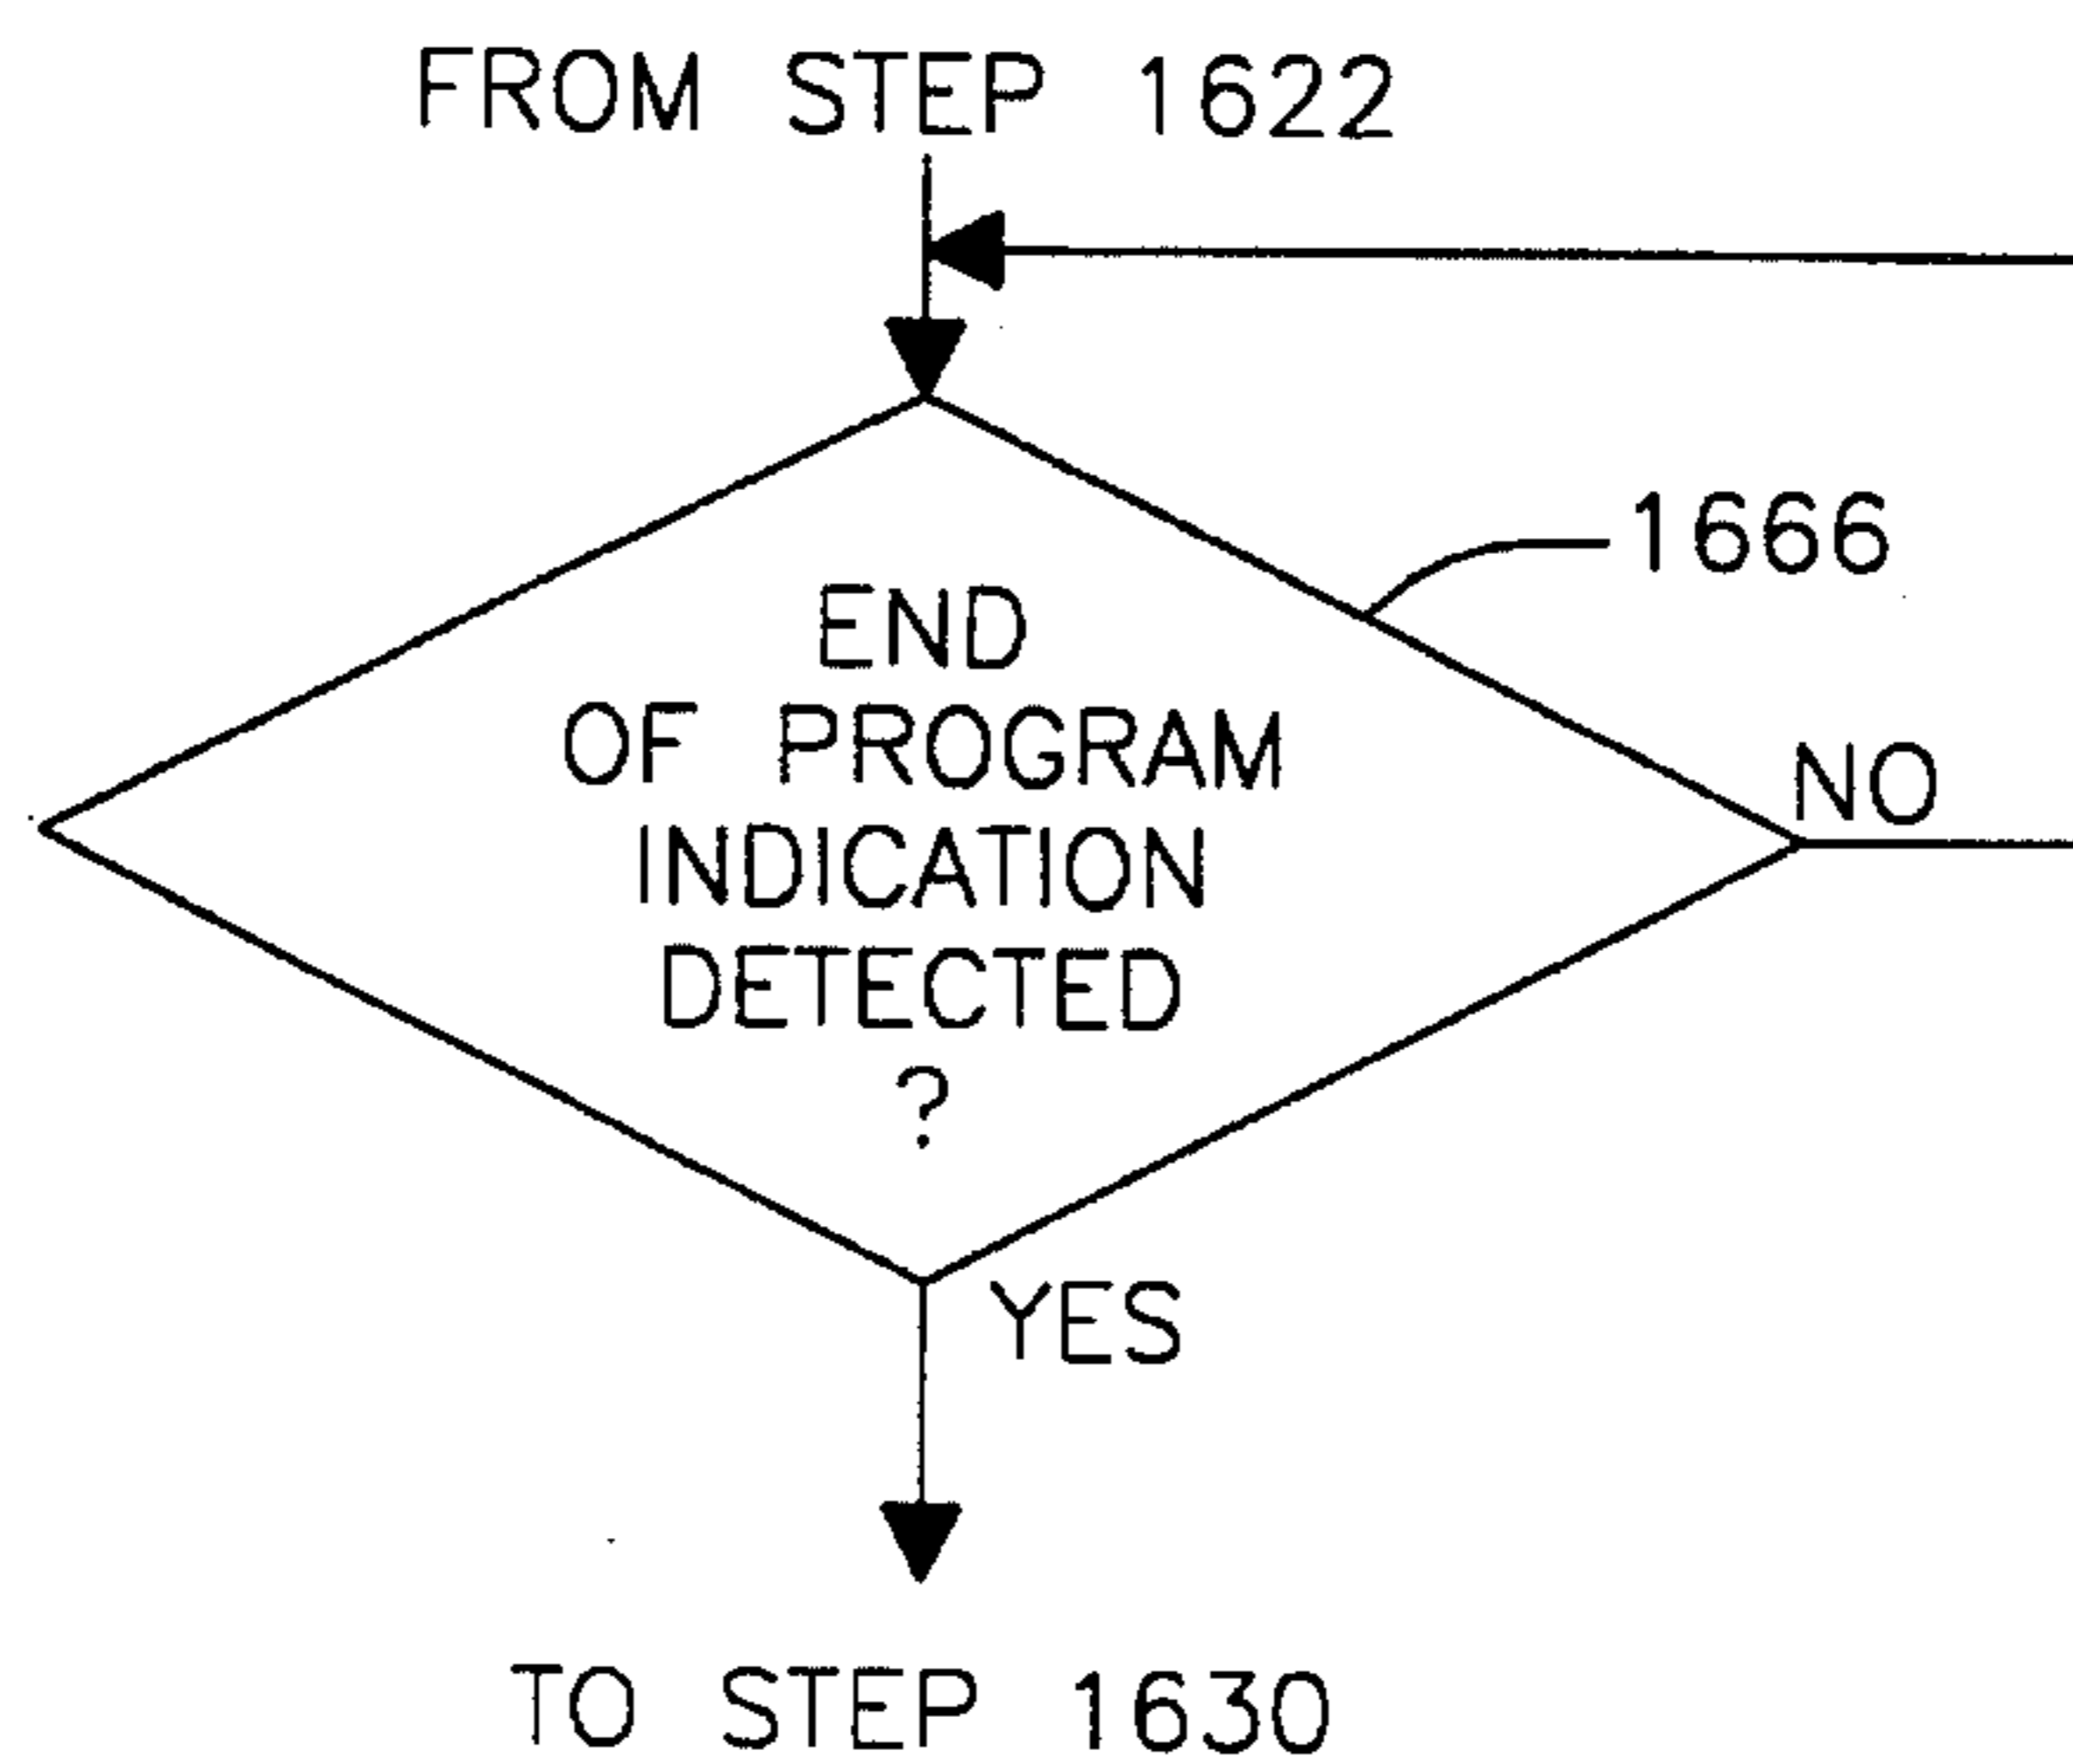 FROM STEP 1622
1666
END
OF PROGRAM
INDICATION
DETECTED
?
NO
YES
TO STEP 1630